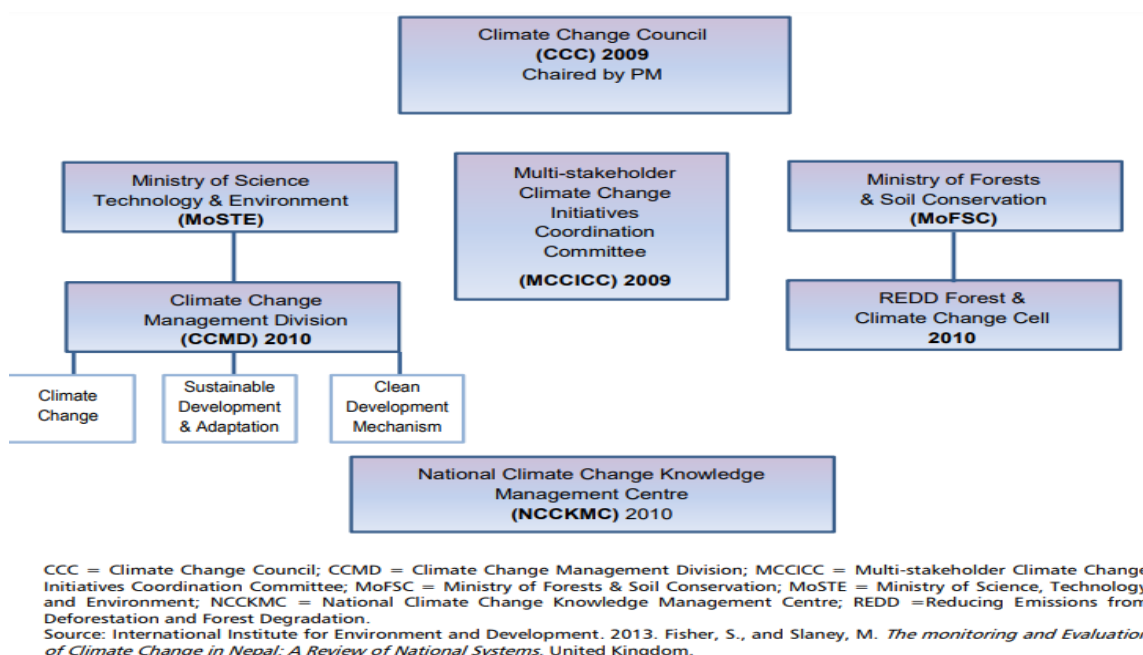 Climate Change Council
(CCC) 2009
Chaired by PM
Ministry of Science
Technology & Environment
(MoSTE)
Multi-stakeholder
Climate Change
Initiatives
Coordination
Committee
(MCCICC) 2009
Ministry of Forests
& Soil Conservation
(MoFSC)
Climate Change
Management Division
(CCMD) 2010
REDD Forest &
Climate Change Cell
2010
Climate
Change
Sustainable
Development
& Adaptation
Clean
Development
Mechanism
National Climate Change Knowledge
Management Centre
(NCCKMC) 2010
CCC = Climate Change Council; CCMD = Climate Change Management Division; MCCICC = Multi-stakeholder Climate Change
Initiatives Coordination Committee; MoFSC = Ministry of Forests & Soil Conservation; MoSTE = Ministry of Science, Technology
and Environment; NCCKMC = National Climate Change Knowledge Management Centre; REDD =Reducing Emissions from
Deforestation and Forest Degradation.
Source: International Institute for Environment and Development. 2013. Fisher, S., and Slaney, M. The monitoring and Evaluation
of Climate Change in Nepal: A Review of National Systems. United Kingdom.